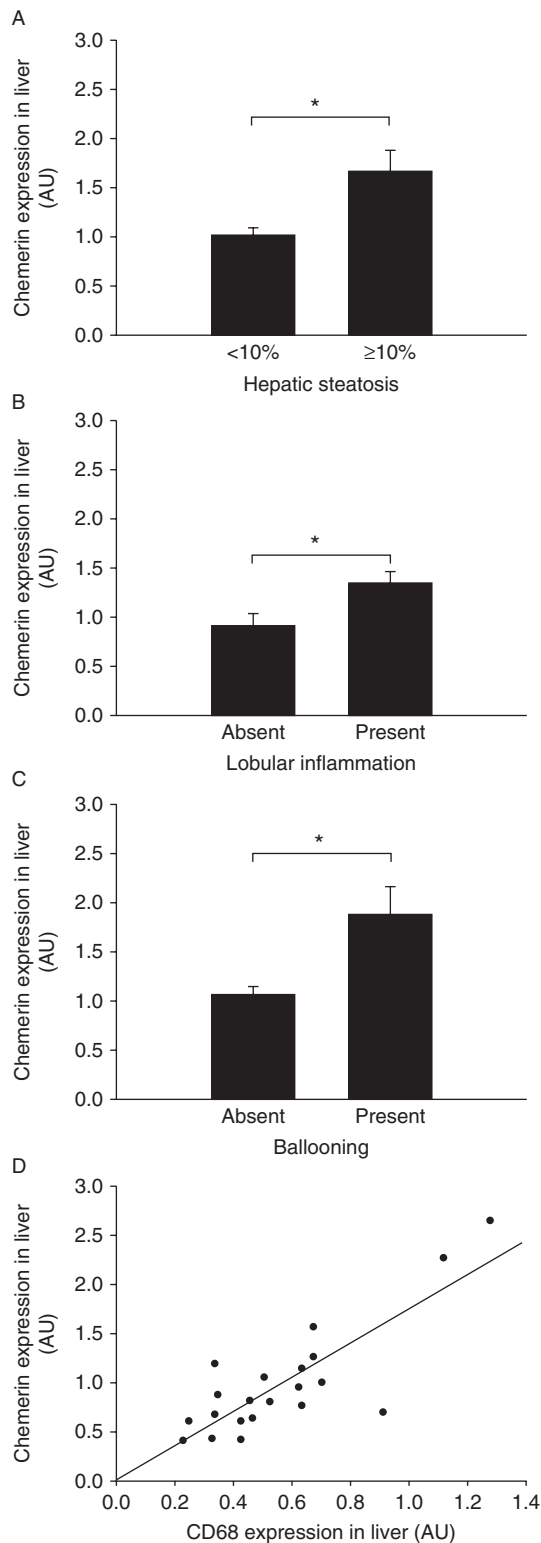 A
Chemerin expression in liver
(AU)
3.0
2.5
2.0
1.5
1.0
0.5
0.0
*
<10%
≥10%
Hepatic steatosis
B
Chemerin expression in liver
(AU)
3.0
2.5
2.0
1.5
1.0
0.5
0.0
*
Absent
Present
Lobular inflammation
C
Chemerin expression in liver
(AU)
3.0
2.5
2.0
1.5
1.0
0.5
0.0
*
Absent
Present
Ballooning
D
Chemerin expression in liver
(AU)
3.0
2.5
2.0
1.5
1.0
0.5
0.0
0.0 0.2 0.4 0.6 0.8 1.0 1.2 1.4
CD68 expression in liver (AU)